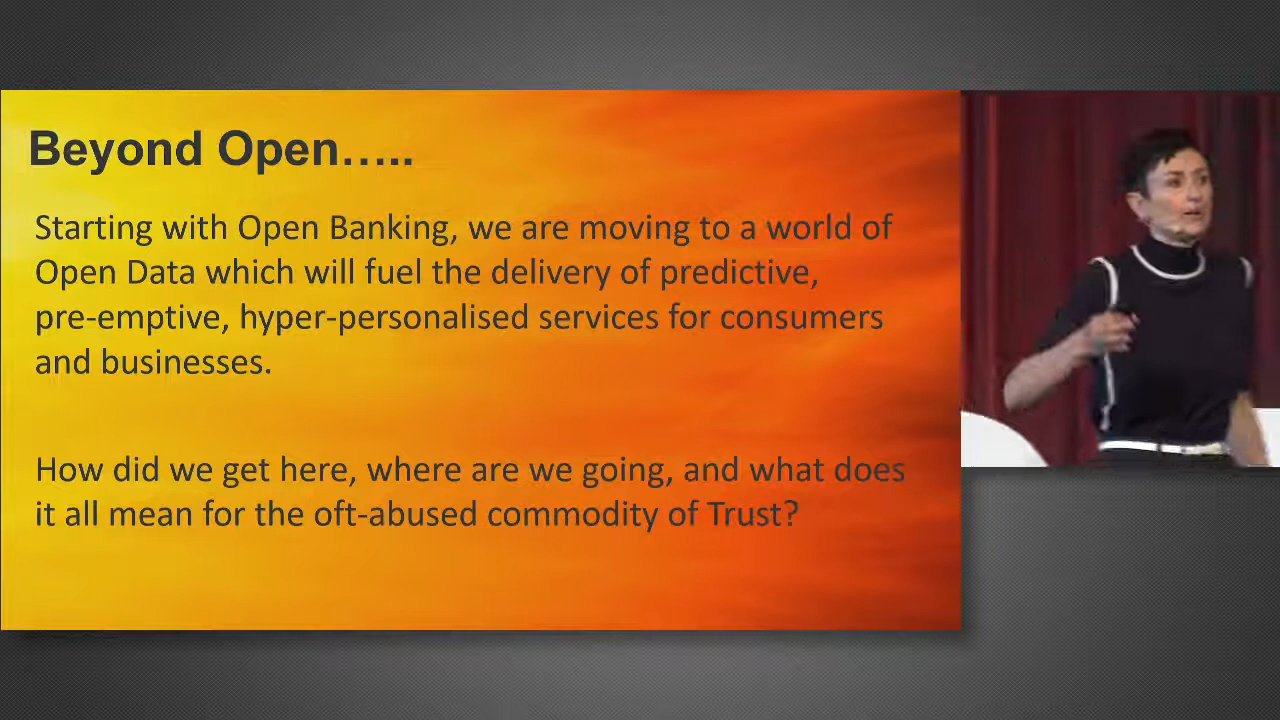 Beyond Open…..
Starting with Open Banking, we are moving to a world of
Open Data which will fuel the delivery of predictive,
pre-emptive, hyper-personalised services for consumers
and businesses.
How did we get here, where are we going, and what does
it all mean for the oft-abused commodity of Trust?